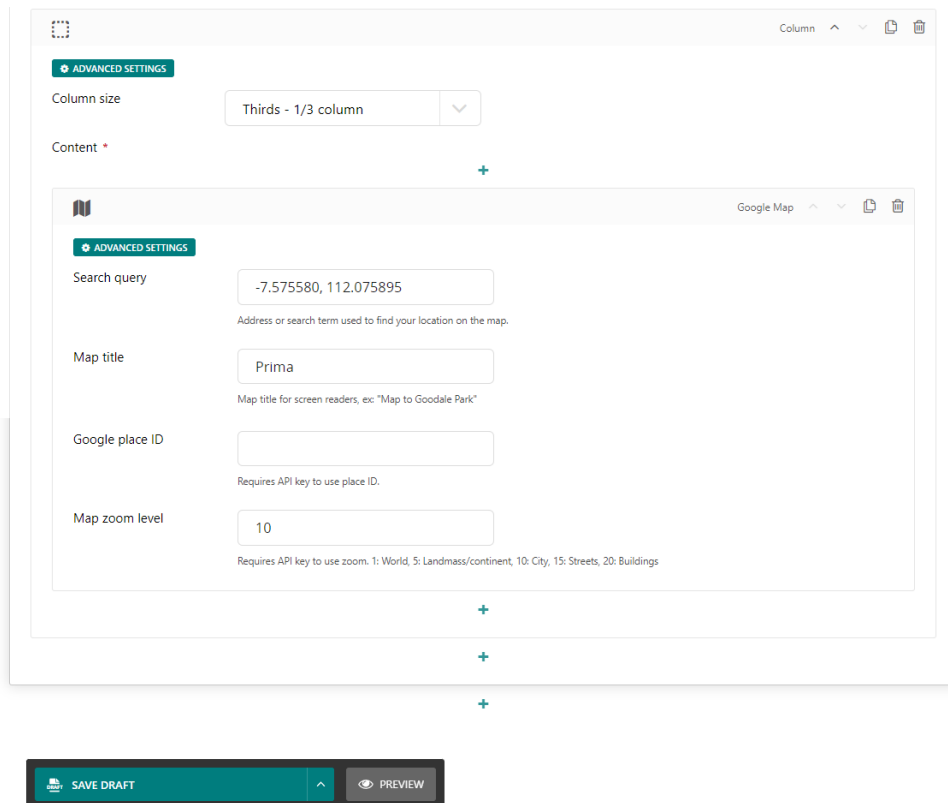 Column
ADVANCED SETTINGS
Column size
Thirds - 1/3 column
Content *
Google Map
ADVANCED SETTINGS
Search query
-7.575580, 112.075895
Address or search term used to find your location on the map.
Map title
Prima
Map title for screen readers, ex: "Map to Goodale Park"
Google place ID
Requires API key to use place ID.
Map zoom level
10
Requires API key to use zoom. 1: World, 5: Landmass/continent, 10: City, 15: Streets, 20: Buildings
DRAFT SAVE DRAFT
PREVIEW